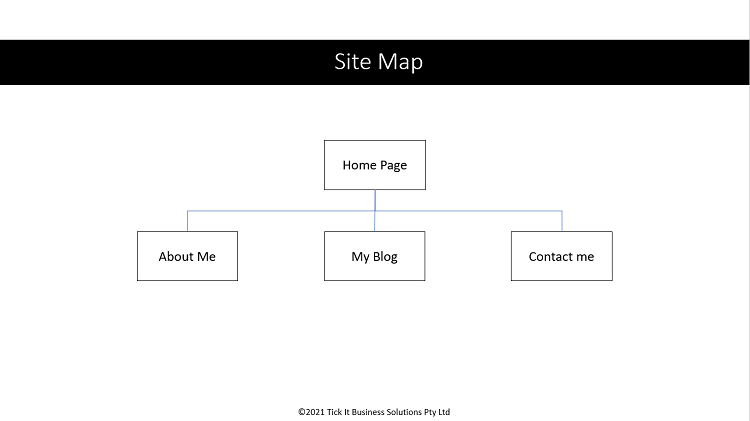 Site Map
Home Page
About Me
My Blog
Contact me
©2021 Tick It Business Solutions Pty Ltd